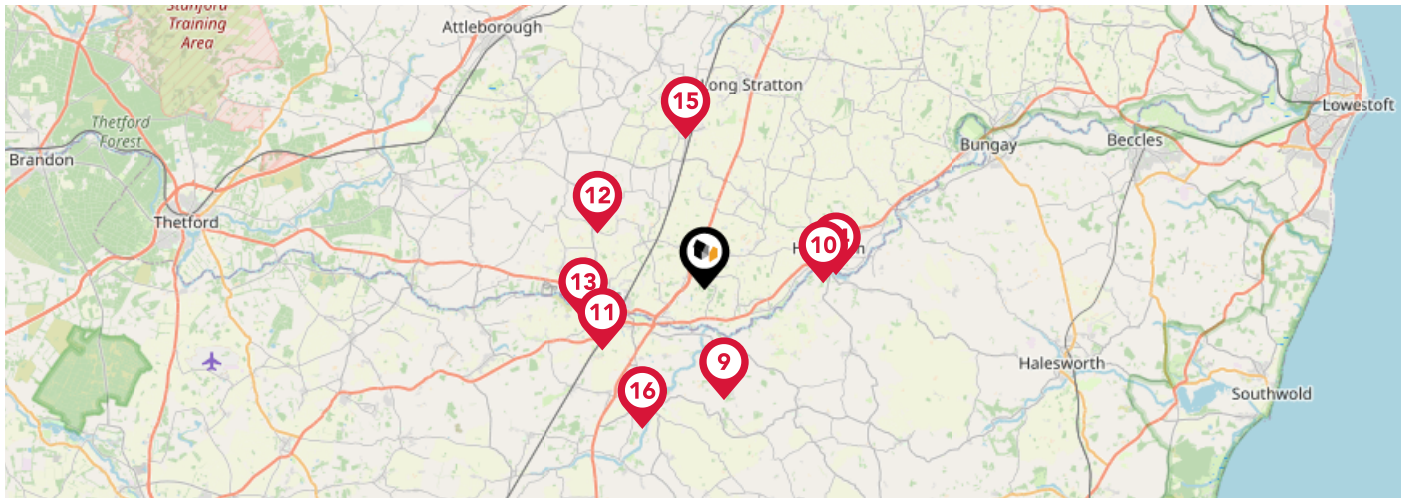 Stanford
Training
Area
Attleborough
15
Long Stratton
Lowestoft
Thetford
Forest
Brandon
Bungay
Beccles
12
Thetford
10
13
11
9
Halesworth
16
Southwold